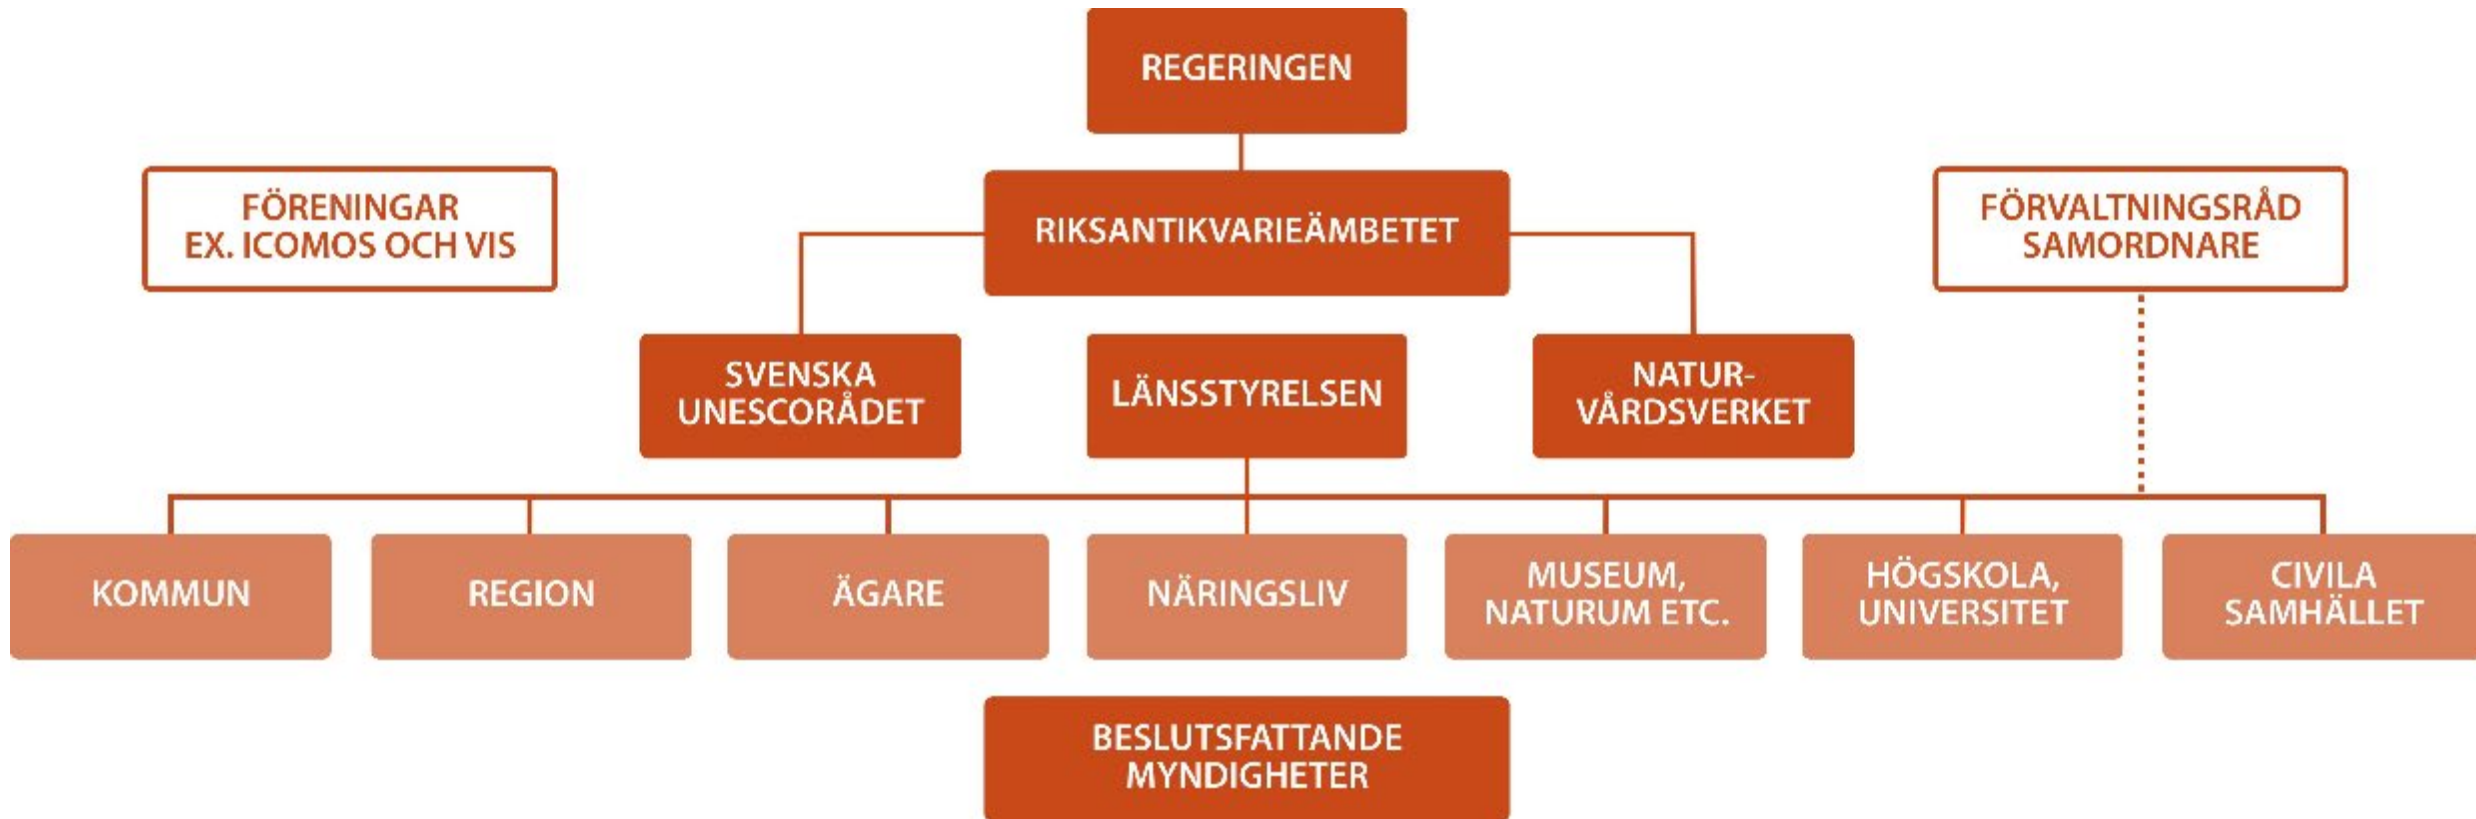 REGERINGEN
FÖRENINGAR
EX. ICOMOS OCH VIS
RIKSANTIKVARIEÄMBETET
FÖRVALTNINGSRÅD
SAMORDNARE
SVENSKA
UNESCORÅDET
LÄNSSTYRELSEN
NATUR-
VÅRDSVERKET
KOMMUN
REGION
ÄGARE
NÄRINGSLIV
MUSEUM,
NATURUM ETC.
HÖGSKOLA,
UNIVERSITET
CIVILA
SAMHÄLLET
BESLUTSFATTANDE
MYNDIGHETER